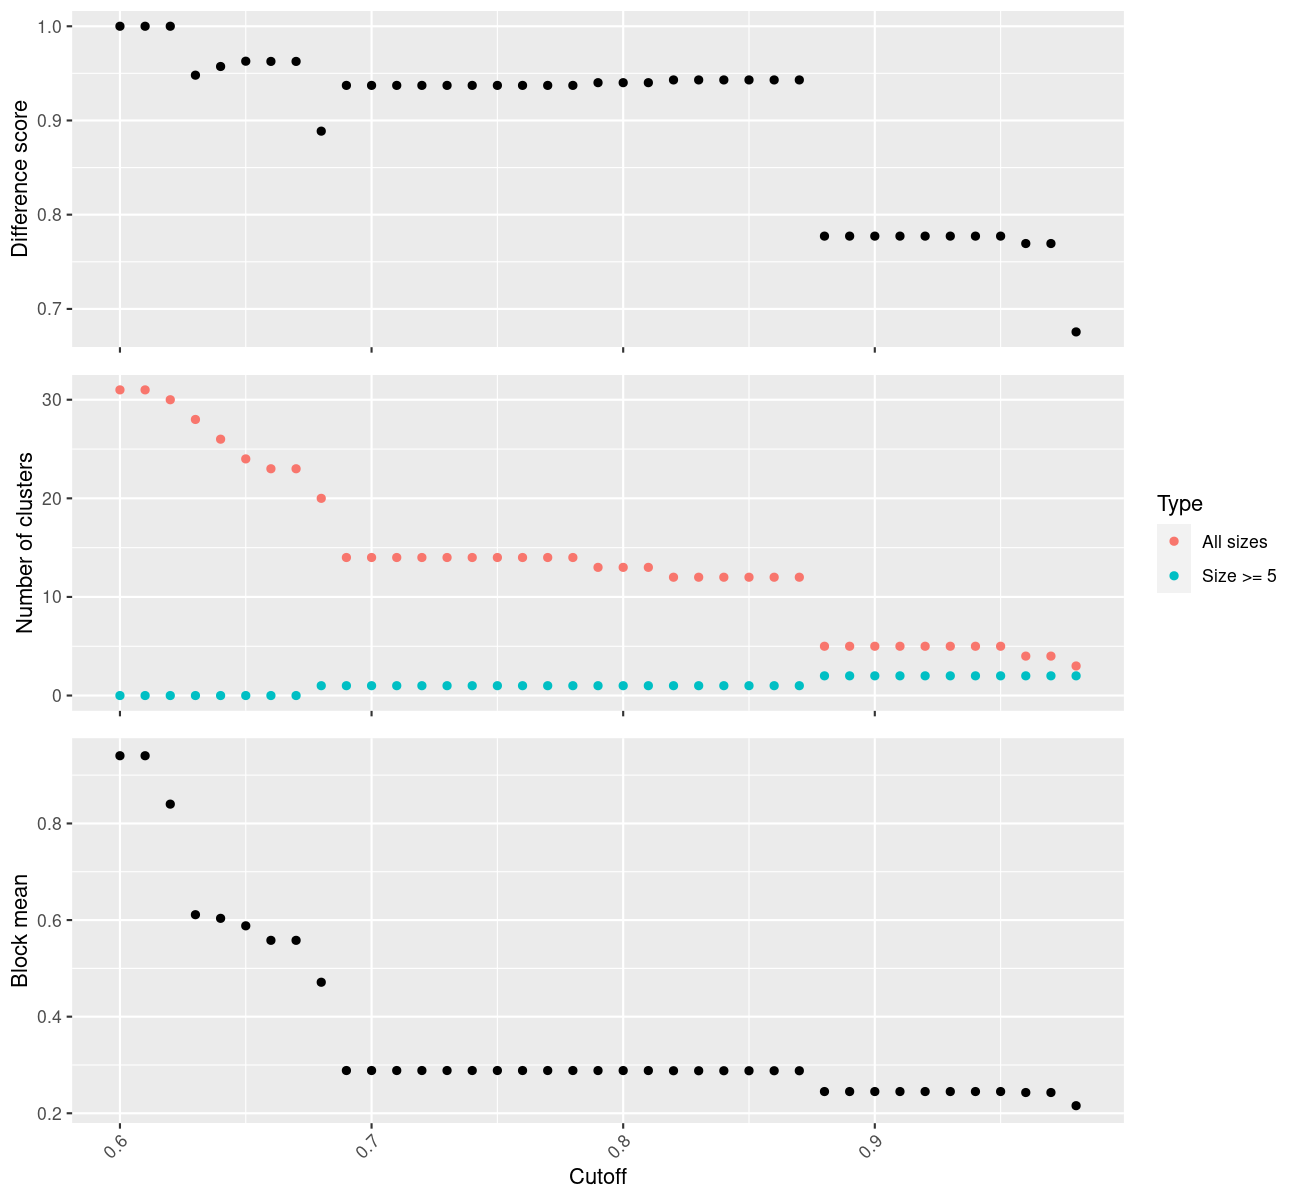 Difference score
1.0
0.9
0.8
0.7
Number of clusters
30
20
10
0
Type
All sizes
Size >= 5
Block mean
0.8
0.6
0.4
0.2
0.6
0.7
0.8
0.9
Cutoff